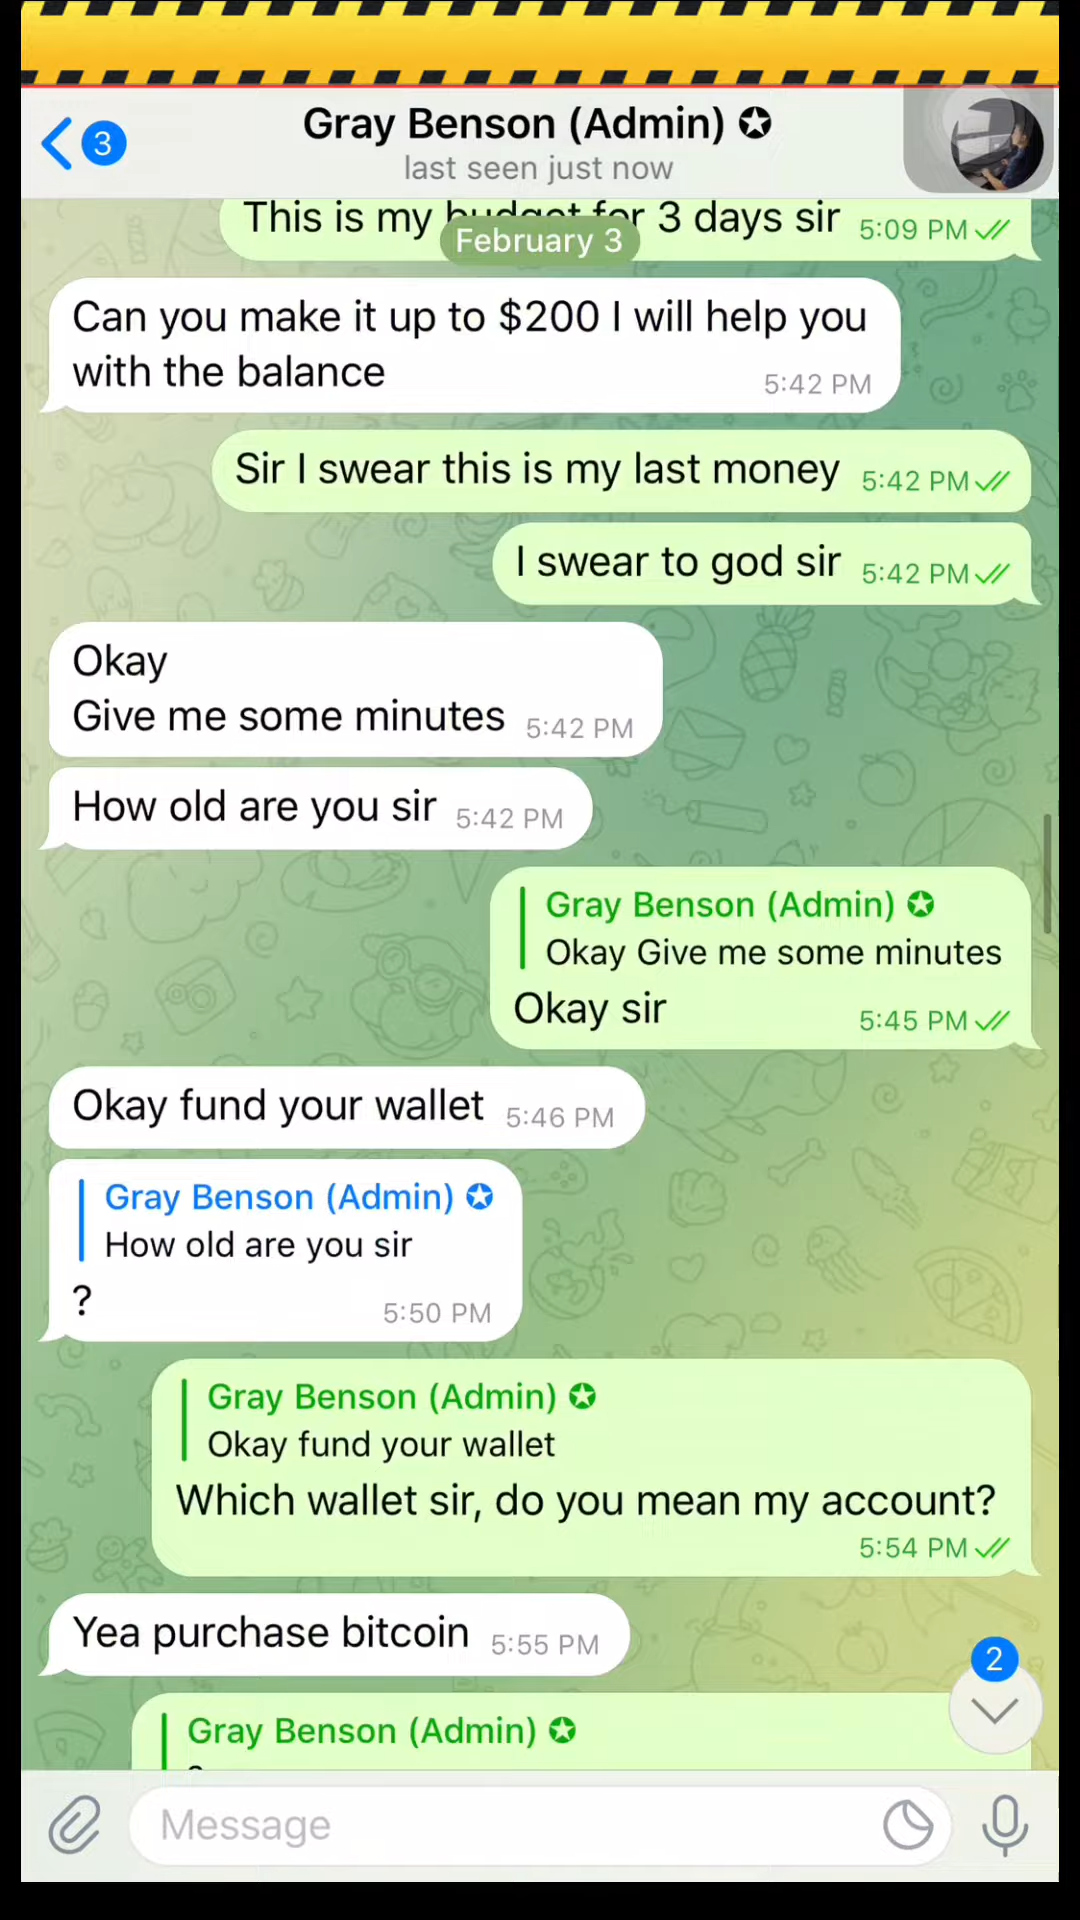 3
Gray Benson (Admin) ✪
last seen just now
This is my budget for 3 days sir 5:09 PM
February 3
Can you make it up to $200 I will help you
with the balance
5:42 PM
Sir I swear this is my last money 5:42 PM
I swear to god sir 5:42 PM
Okay
Give me some minutes 5:42 PM
How old are you sir 5:42 PM
Gray Benson (Admin) ✪
Okay Give me some minutes
Okay sir 5:45 PM
Okay fund your wallet 5:46 PM
Gray Benson (Admin) ✪
How old are you sir
? 5:50 PM
Gray Benson (Admin) ✪
Okay fund your wallet
Which wallet sir, do you mean my account?
5:54 PM
Yea purchase bitcoin 5:55 PM
2
Gray Benson (Admin) ✪
Message